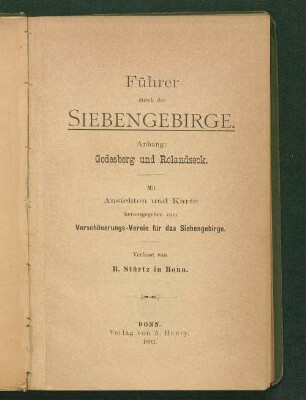 Führer
durch das
SIEBENGEBIRGE.
Anhang:
Godesberg und Rolandseck.
Mit
Ansichten und Karte
herausgegeben vom
Verschönerungs-Verein für das Siebengebirge.
Verfasst von
B. Stürtz in Bonn.
BONN.
Verlag von A. Henry.
1893.